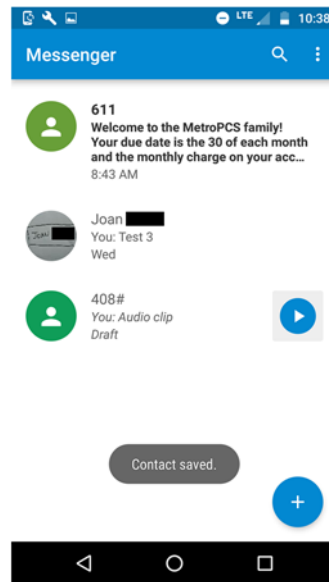 LTE 10:38
Messenger
611
Welcome to the MetroPCS family!
Your due date is the 30 of each month
and the monthly charge on your acc...
8:43 AM
Joan
Joan
You: Test 3
Wed
408#
You: Audio clip
Draft
Contact saved.